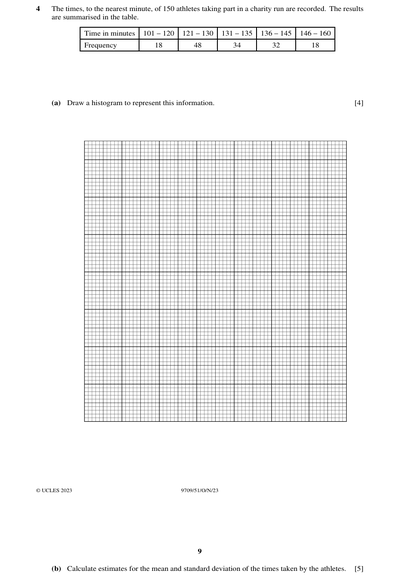 4 The times, to the nearest minute, of 150 athletes taking part in a charity run are recorded. The results
are summarised in the table.
Time in minutes 101 – 120 121 – 130 131 – 135 136 – 145 146 – 160
Frequency 18 48 34 32 18
(a) Draw a histogram to represent this information. [4]
© UCLES 2023 9709/51/O/N/23
9
(b) Calculate estimates for the mean and standard deviation of the times taken by the athletes. [5]